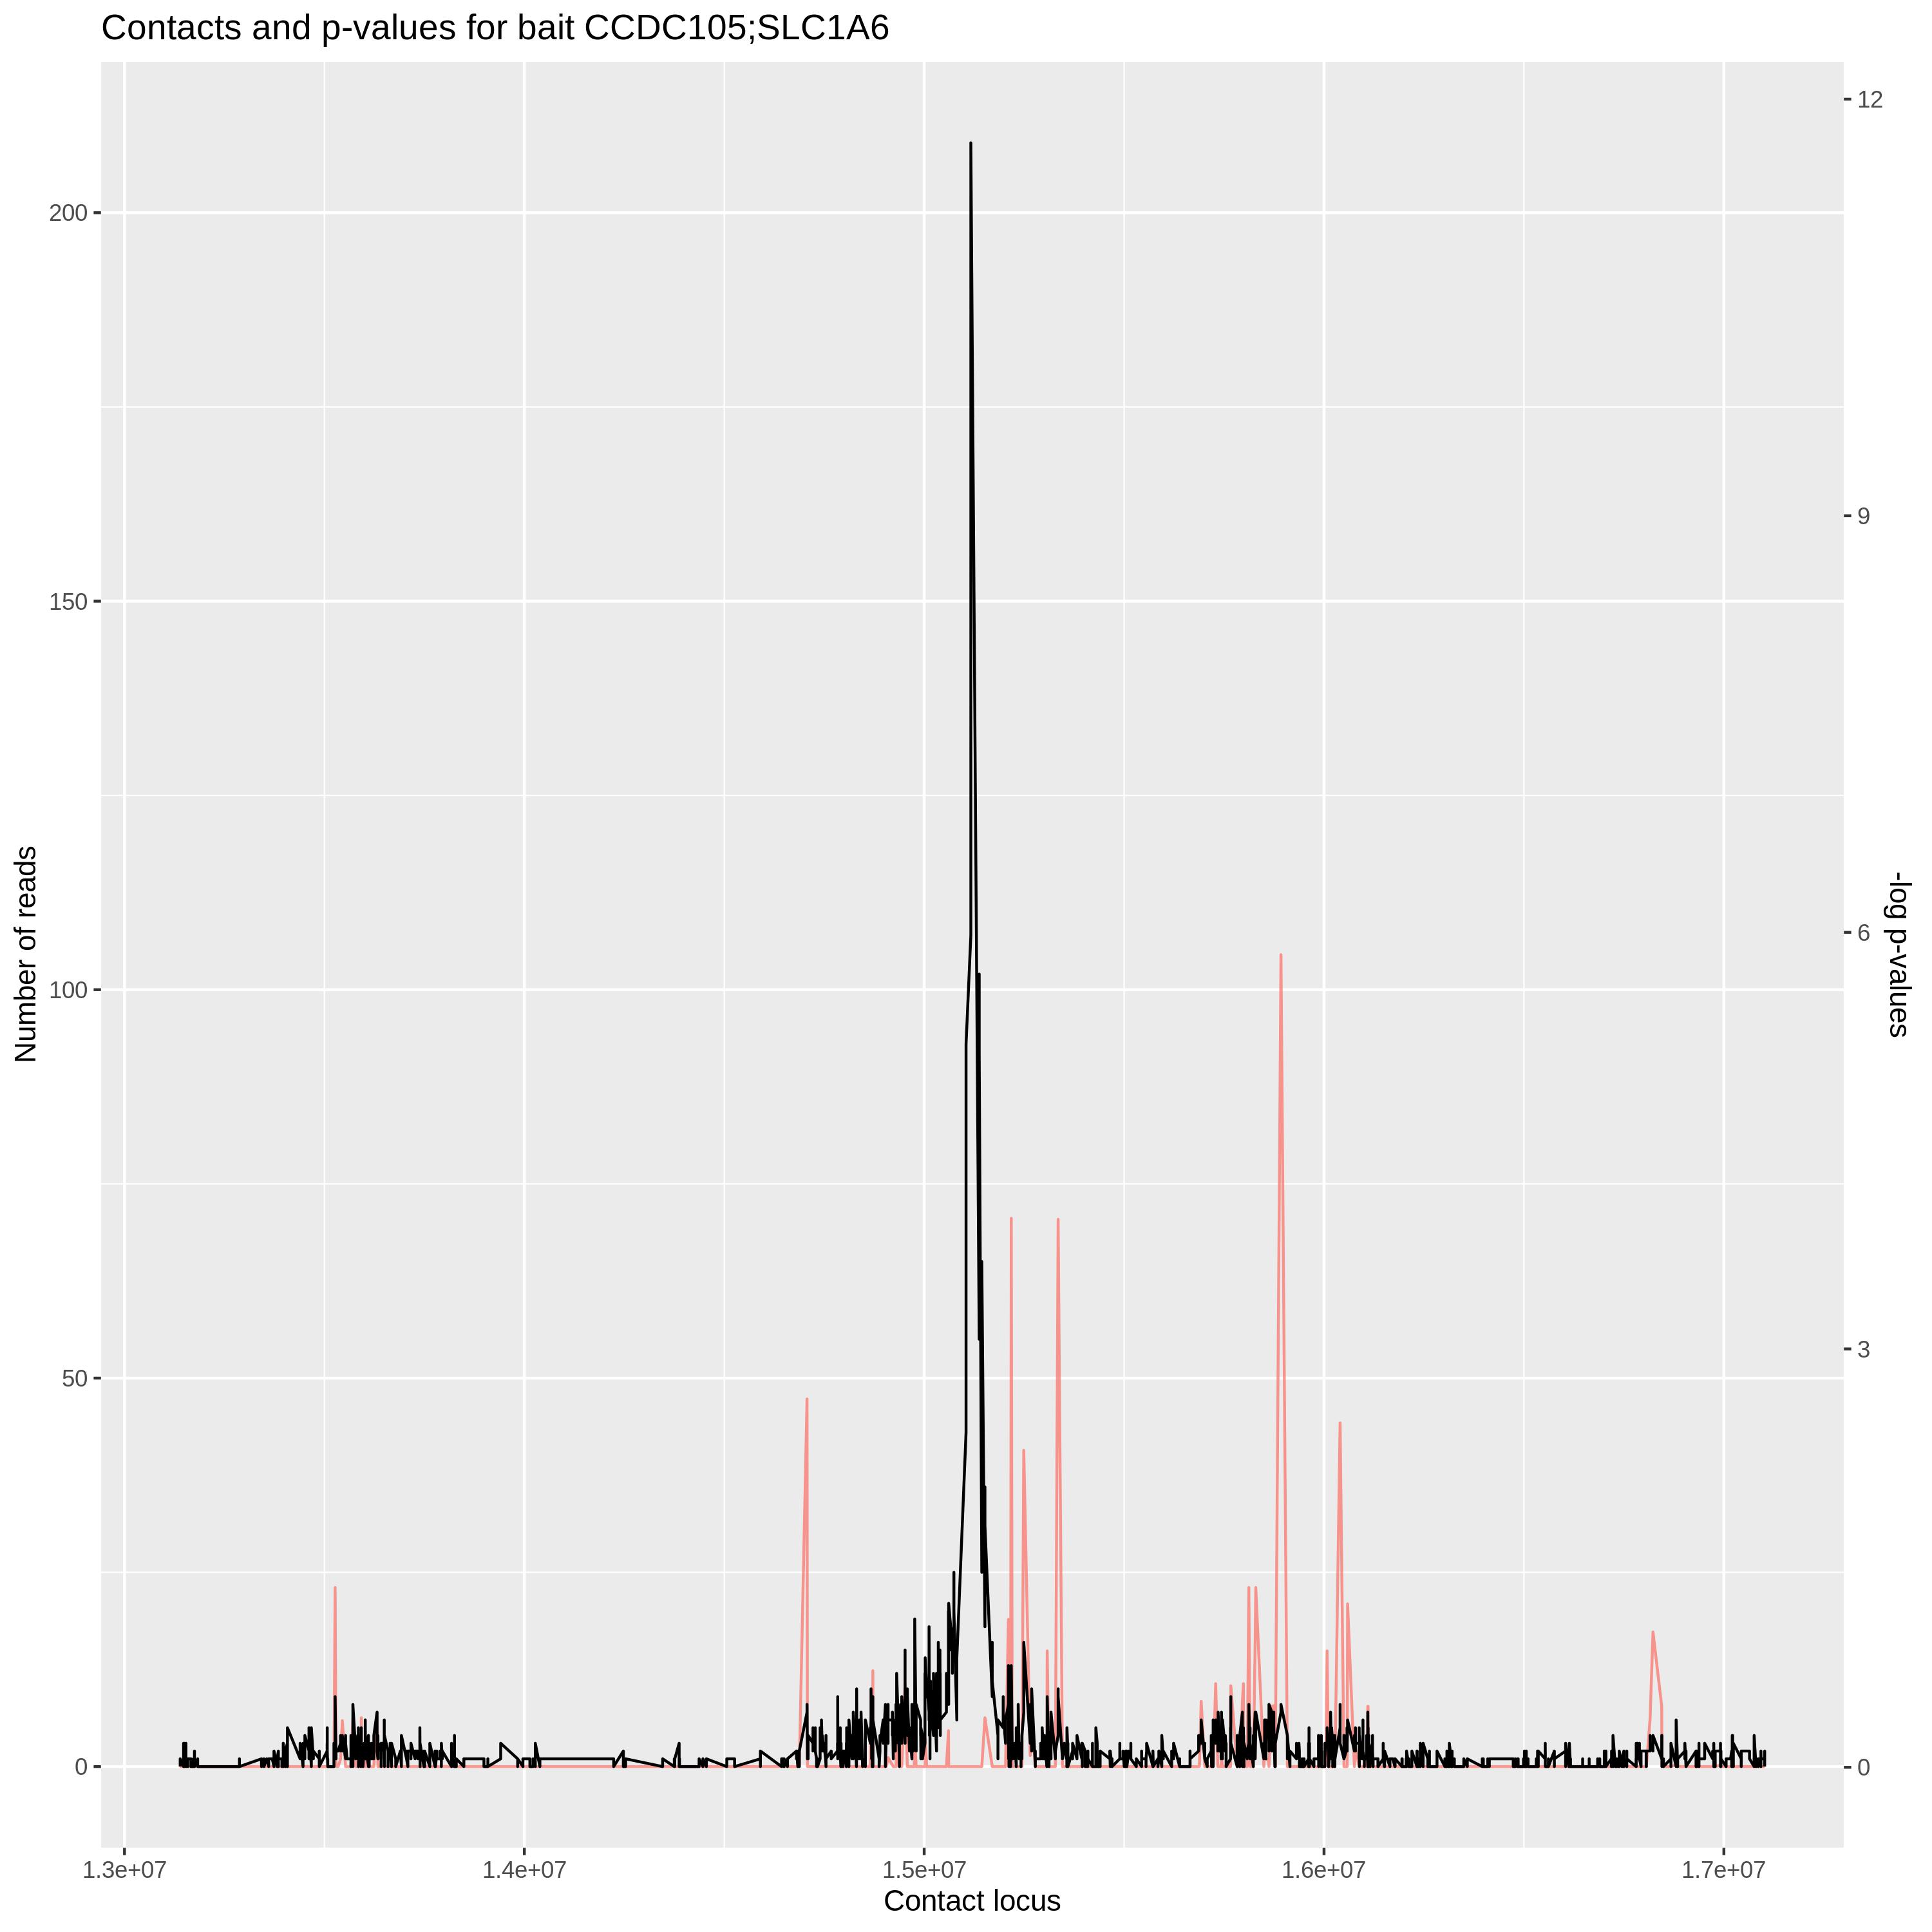 Contacts and p-values for bait CCDC105;SLC1A6
Number of reads
200
150
100
50
0
12
9
6
3
0
-log p-values
1.3e+07
1.4e+07
1.5e+07
1.6e+07
1.7e+07
Contact locus